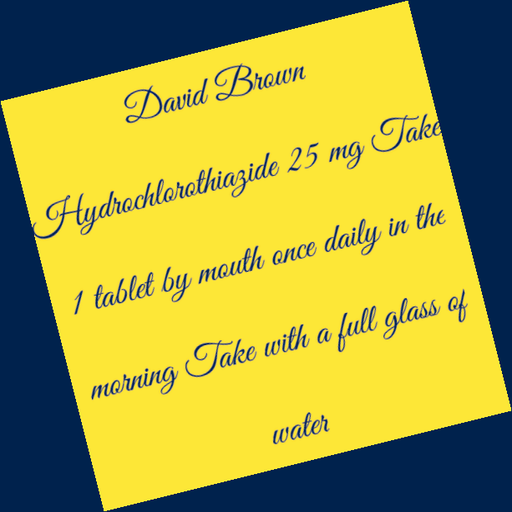 David Brown
Hydrochlorothiazide 25 mg Take
1 tablet by mouth once daily in the
morning Take with a full glass of
water